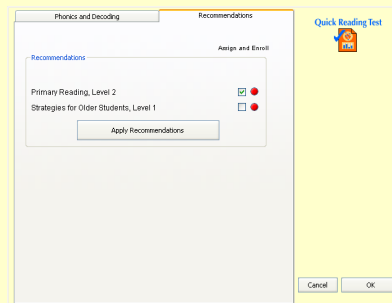 Phonics and Decoding
Recommendations
Quick Reading Test
Assign and Enroll
Recommendations
Primary Reading, Level 2
Strategies for Older Students, Level 1
Apply Recommendations
Cancel
OK